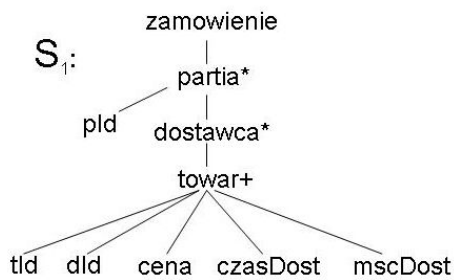 zamowienie
S₁:
partia*
pId
dostawca*
towar+
tId dId cena czasDost mscDost